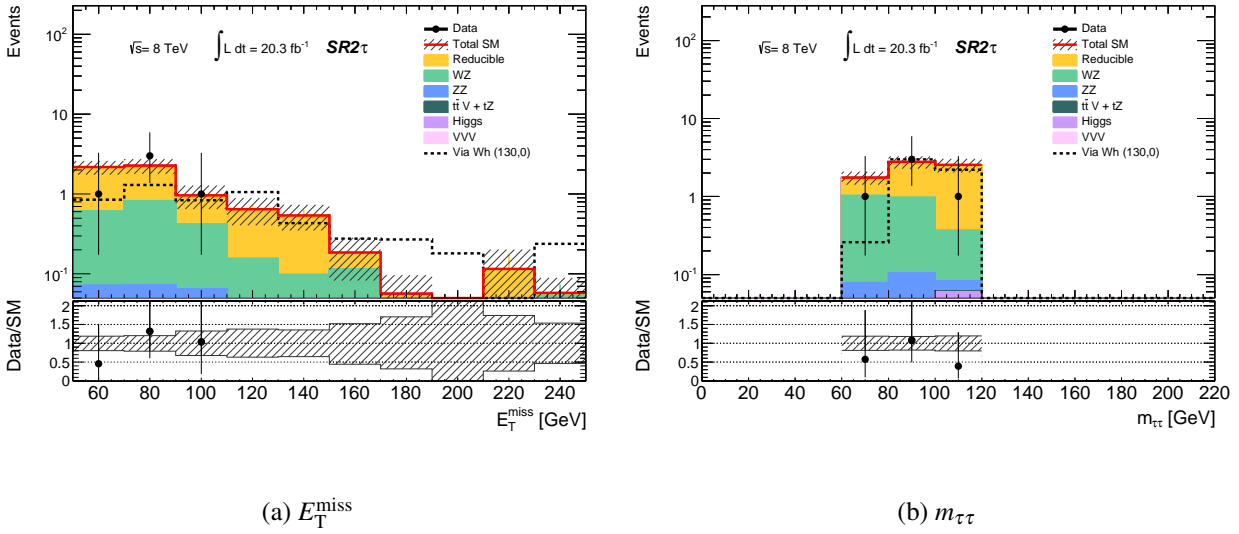 Events
10²
10
1
10⁻¹
√s= 8 TeV ∫L dt = 20.3 fb⁻¹ SR2τ
Data
Total SM
Reducible
WZ
ZZ
tt̄ V + tZ
Higgs
VVV
Via Wh (130,0)
Data/SM
2
1.5
1
0.5
0
60 80 100 120 140 160 180 200 220 240
E_T^miss [GeV]
(a) E_T^miss
Events
10²
10
1
10⁻¹
√s= 8 TeV ∫L dt = 20.3 fb⁻¹ SR2τ
Data
Total SM
Reducible
WZ
ZZ
tt̄ V + tZ
Higgs
VVV
Via Wh (130,0)
Data/SM
2
1.5
1
0.5
0
0 20 40 60 80 100 120 140 160 180 200 220
m_ττ [GeV]
(b) m_ττ